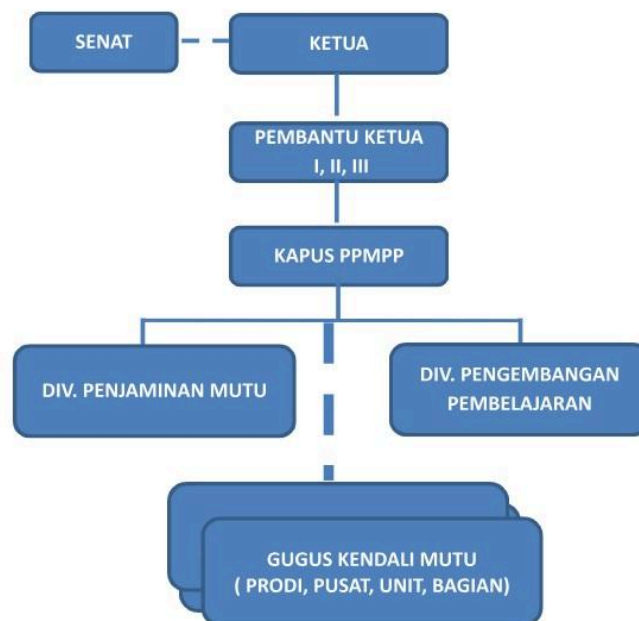 SENAT
KETUA
PEMBANTU KETUA
I, II, III
KAPUS PPMPP
DIV. PENJAMINAN MUTU
DIV. PENGEMBANGAN
PEMBELAJARAN
GUGUS KENDALI MUTU
( PRODI, PUSAT, UNIT, BAGIAN)